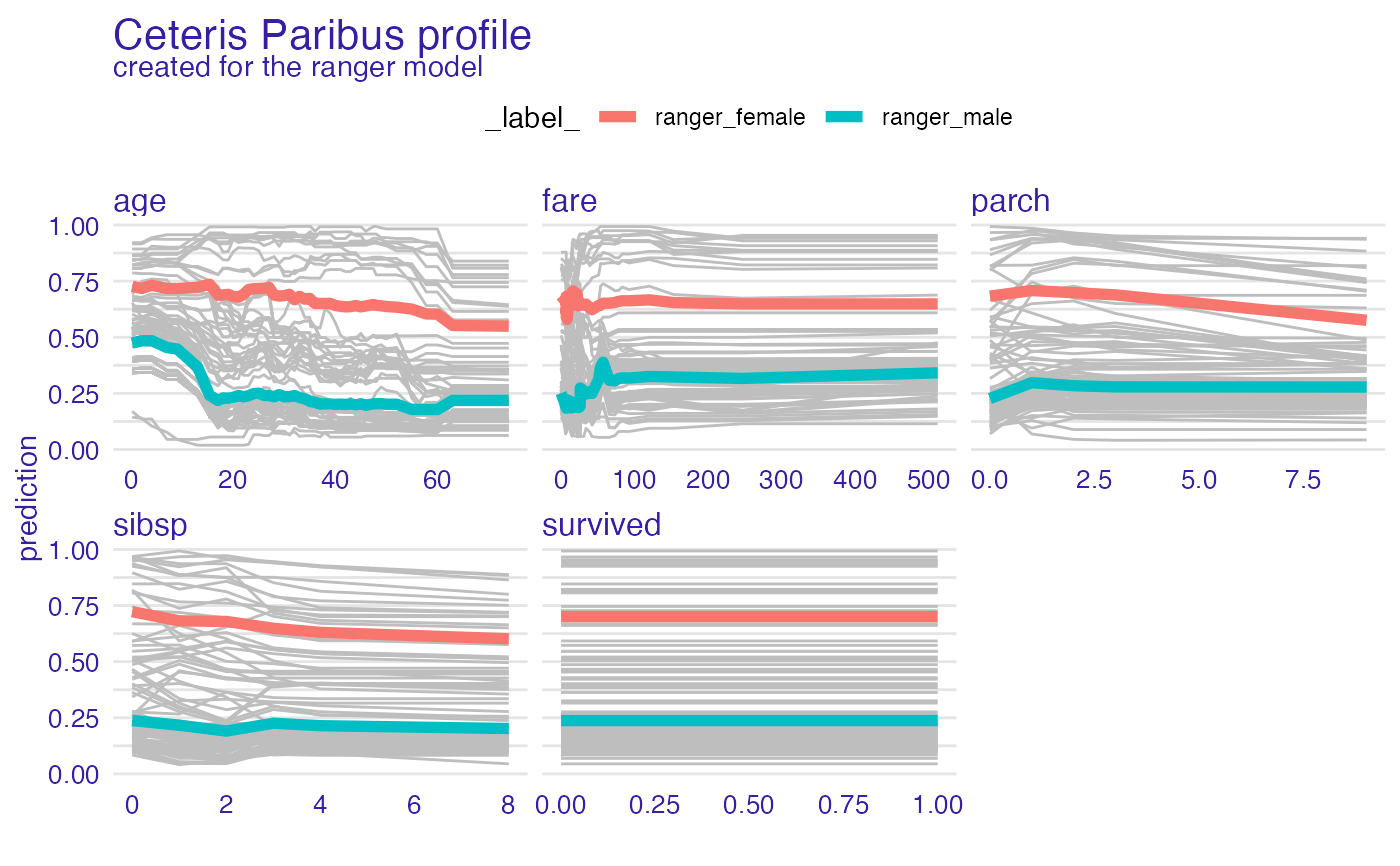 Ceteris Paribus profile
created for the ranger model
_label_ ranger_female ranger_male
age fare parch
1.00
0.75
0.50
0.25
0.00
0 20 40 60 0 100 200 300 400 500 0.0 2.5 5.0 7.5
prediction
sibsp survived
1.00
0.75
0.50
0.25
0.00
0 2 4 6 8 0.00 0.25 0.50 0.75 1.00